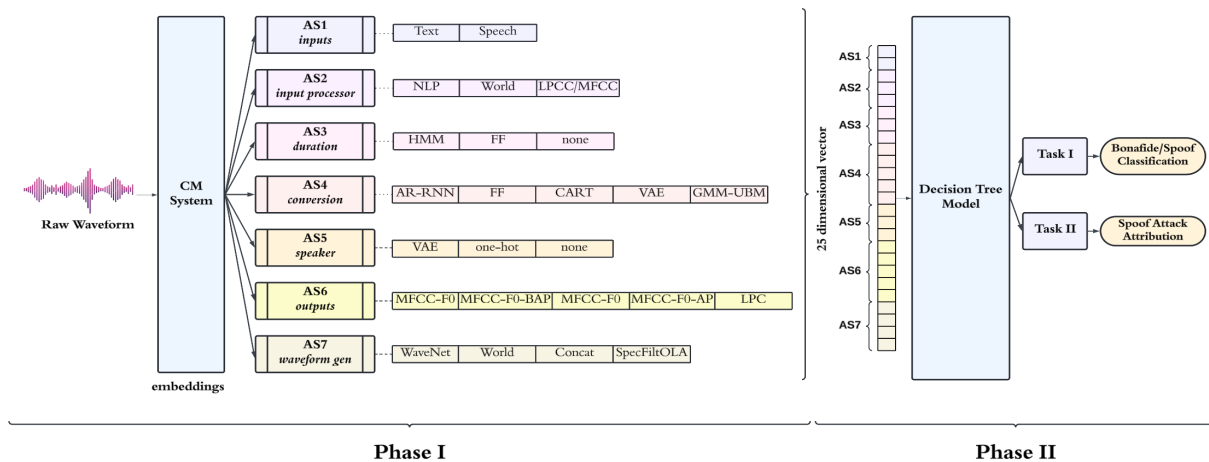 AS1
inputs
Text Speech
AS2
input processor
NLP World LPCC/MFCC
AS3
duration
HMM FF none
Raw Waveform
CM
System
AS4
conversion
AR-RNN FF CART VAE GMM-UBM
AS5
speaker
VAE one-hot none
AS6
outputs
MFCC-F0 MFCC-F0-BAP MFCC-F0 MFCC-F0-AP LPC
AS7
waveform gen
WaveNet World Concat SpecFiltOLA
embeddings
Phase I
25 dimensional vector
AS1
AS2
AS3
AS4
AS5
AS6
AS7
Decision Tree
Model
Task I
Bonafide/Spoof
Classification
Task II
Spoof Attack
Attribution
Phase II